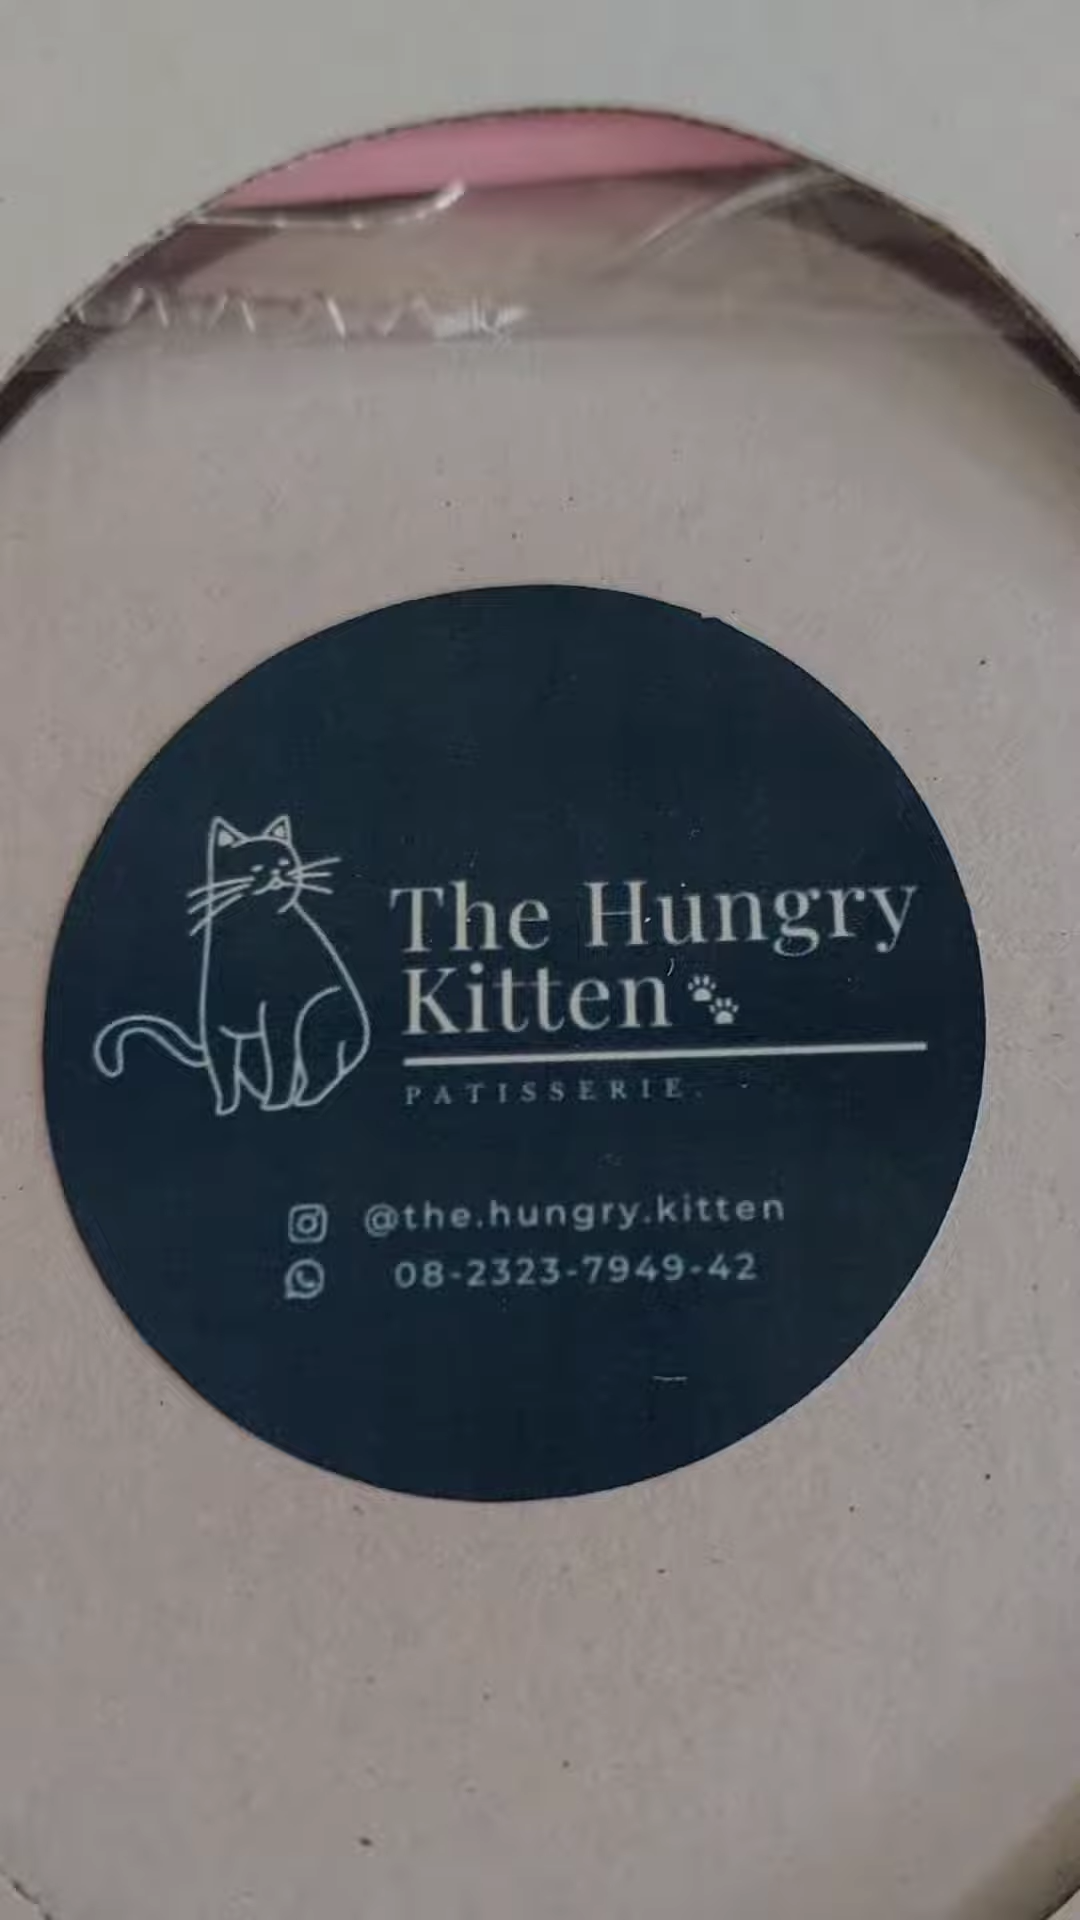 The Hungry
Kitten
PATISSERIE.
@the.hungry.kitten
08-2323-7949-42